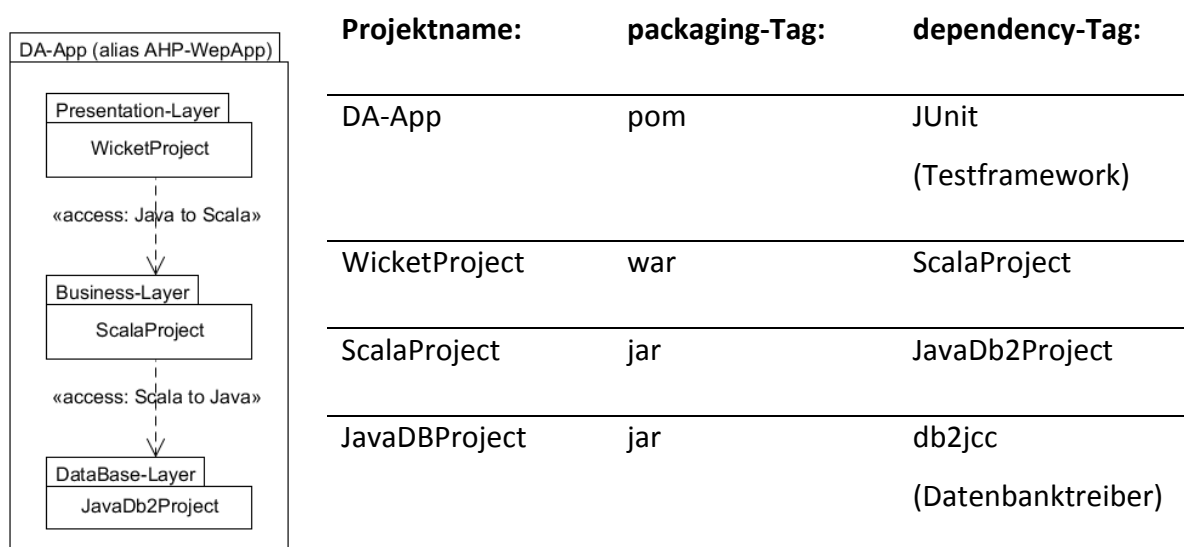 DA-App (alias AHP-WepApp)
Presentation-Layer
WicketProject
«access: Java to Scala»
Business-Layer
ScalaProject
«access: Scala to Java»
DataBase-Layer
JavaDb2Project
Projektname: packaging-Tag: dependency-Tag:
DA-App pom JUnit
(Testframework)
WicketProject war ScalaProject
ScalaProject jar JavaDb2Project
JavaDBProject jar db2jcc
(Datenbanktreiber)